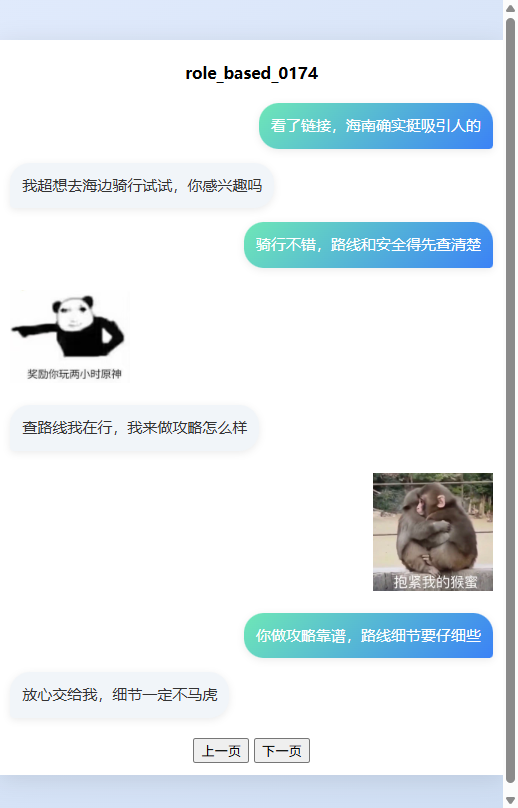 role_based_0174
看了链接，海南确实挺吸引人的
我超想去海边骑行试试，你感兴趣吗
骑行不错，路线和安全得先查清楚
奖励你玩两小时原神
查路线我在行，我来做攻略怎么样
抱紧我的猴蜜
你做攻略靠谱，路线细节要仔细些
放心交给我，细节一定不马虎
上一页 下一页